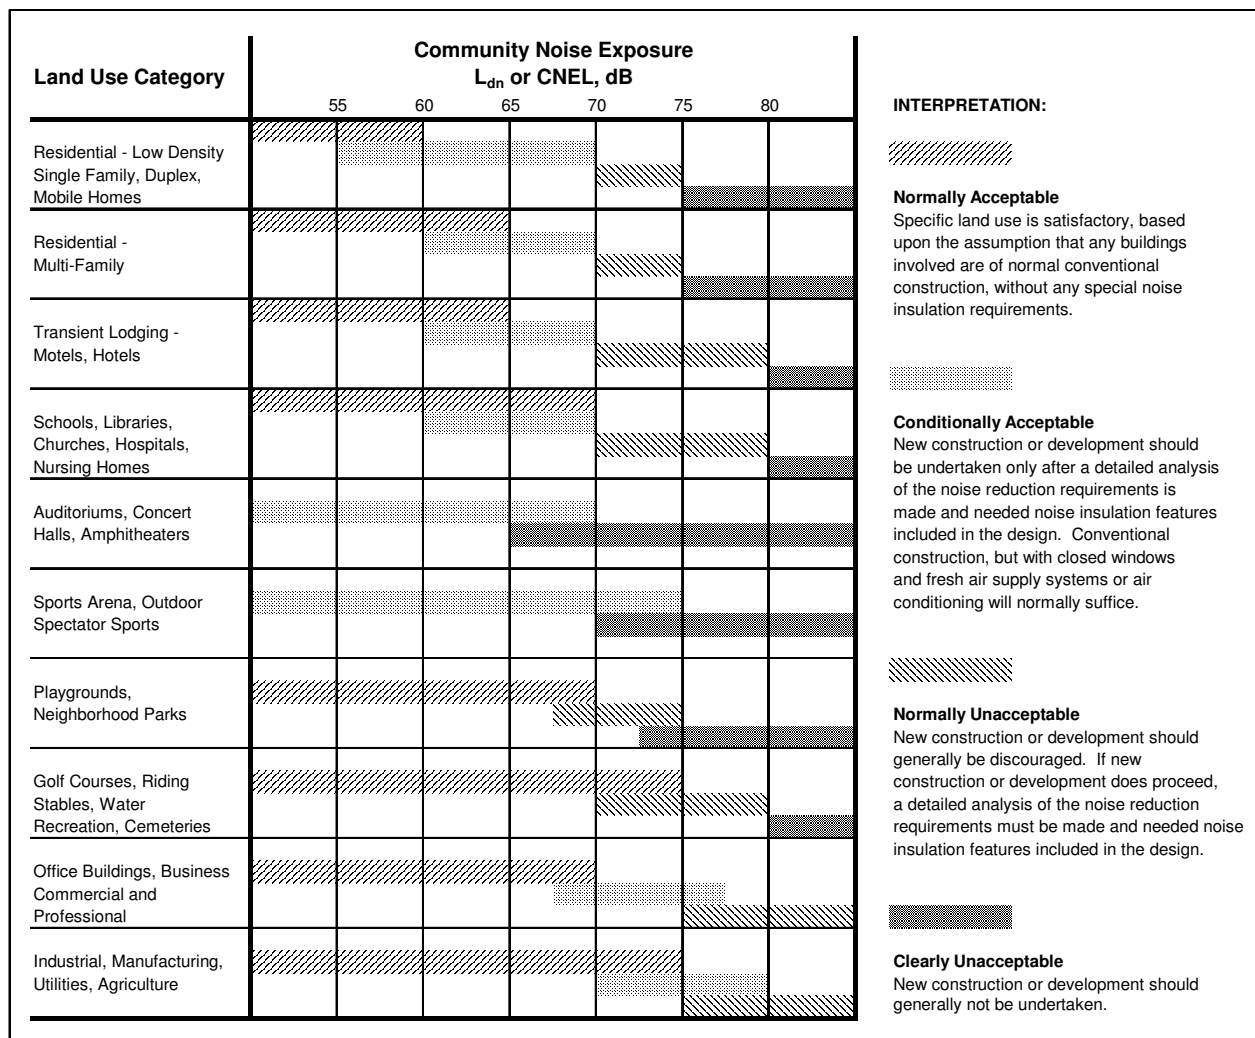 Land Use Category
Community Noise Exposure
Ldn or CNEL, dB
55 60 65 70 75 80
Residential - Low Density
Single Family, Duplex,
Mobile Homes
Residential -
Multi-Family
Transient Lodging -
Motels, Hotels
Schools, Libraries,
Churches, Hospitals,
Nursing Homes
Auditoriums, Concert
Halls, Amphitheaters
Sports Arena, Outdoor
Spectator Sports
Playgrounds,
Neighborhood Parks
Golf Courses, Riding
Stables, Water
Recreation, Cemeteries
Office Buildings, Business
Commercial and
Professional
Industrial, Manufacturing,
Utilities, Agriculture
INTERPRETATION:
Normally Acceptable
Specific land use is satisfactory, based
upon the assumption that any buildings
involved are of normal conventional
construction, without any special noise
insulation requirements.
Conditionally Acceptable
New construction or development should
be undertaken only after a detailed analysis
of the noise reduction requirements is
made and needed noise insulation features
included in the design. Conventional
construction, but with closed windows
and fresh air supply systems or air
conditioning will normally suffice.
Normally Unacceptable
New construction or development should
generally be discouraged. If new
construction or development does proceed,
a detailed analysis of the noise reduction
requirements must be made and needed noise
insulation features included in the design.
Clearly Unacceptable
New construction or development should
generally not be undertaken.